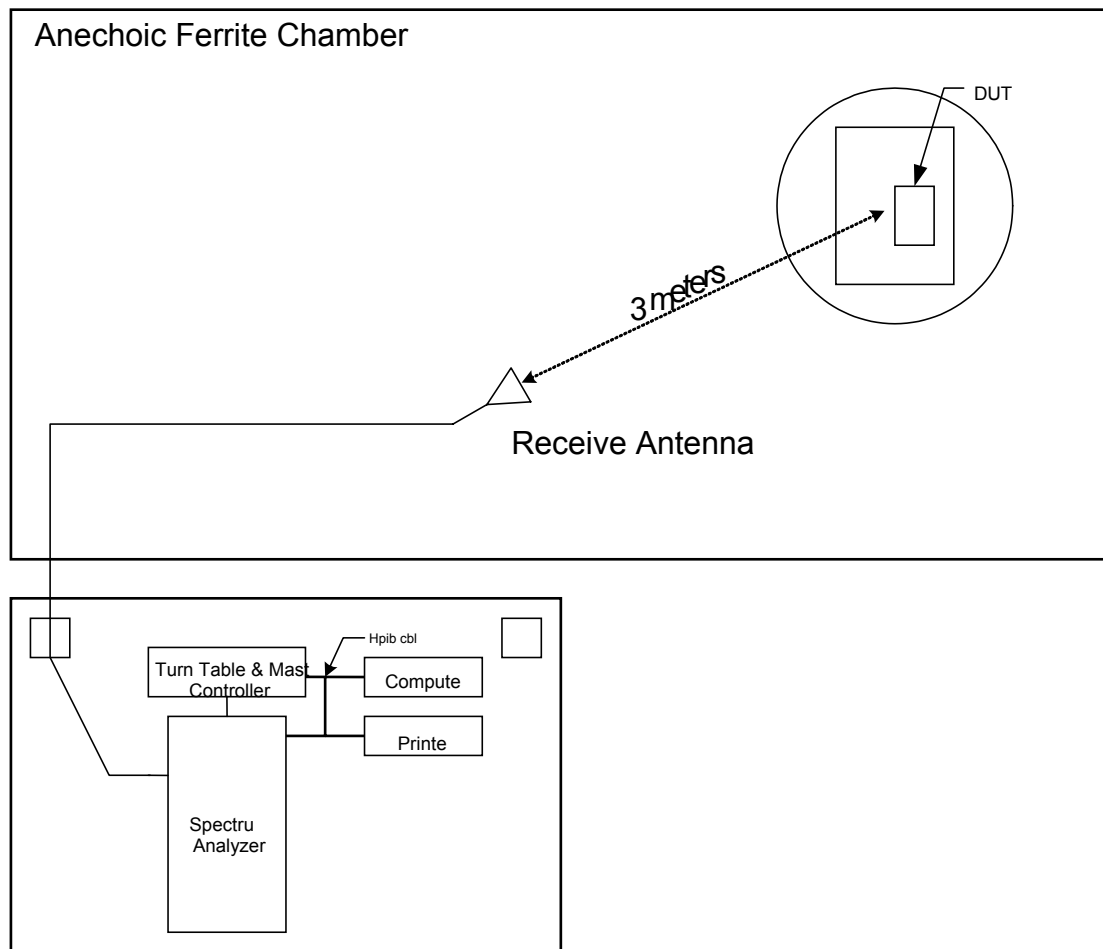 Anechoic Ferrite Chamber
DUT
3 meters
Receive Antenna
Hpib cbl
Turn Table & Mast
Controller
Compute
Printe
Spectru
Analyzer